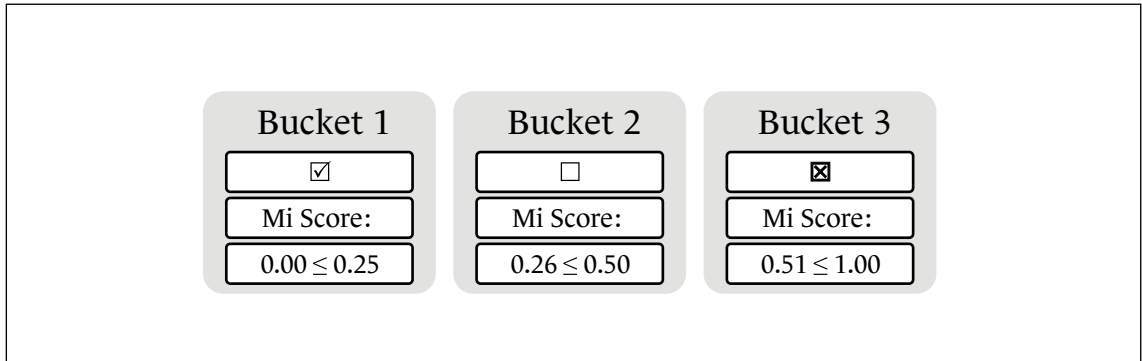 Bucket 1
☑
Mi Score:
0.00 ≤ 0.25
Bucket 2
☐
Mi Score:
0.26 ≤ 0.50
Bucket 3
☒
Mi Score:
0.51 ≤ 1.00